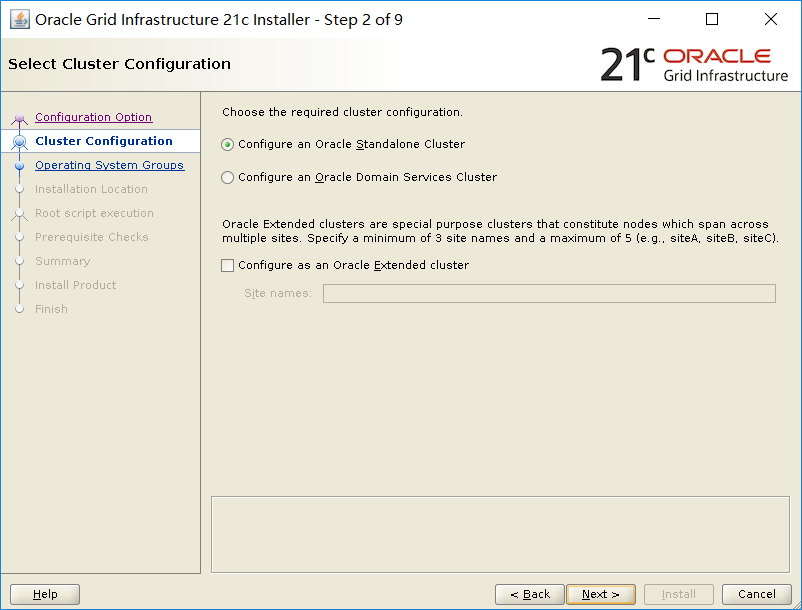 Oracle Grid Infrastructure 21c Installer - Step 2 of 9
Select Cluster Configuration
21c ORACLE
Grid Infrastructure
Configuration Option
Cluster Configuration
Operating System Groups
Installation Location
Root script execution
Prerequisite Checks
Summary
Install Product
Finish
Choose the required cluster configuration.
Configure an Oracle Standalone Cluster
Configure an Oracle Domain Services Cluster
Oracle Extended clusters are special purpose clusters that constitute nodes which span across
multiple sites. Specify a minimum of 3 site names and a maximum of 5 (e.g., siteA, siteB, siteC).
Configure as an Oracle Extended cluster
Site names:
Help
< Back
Next >
Install
Cancel